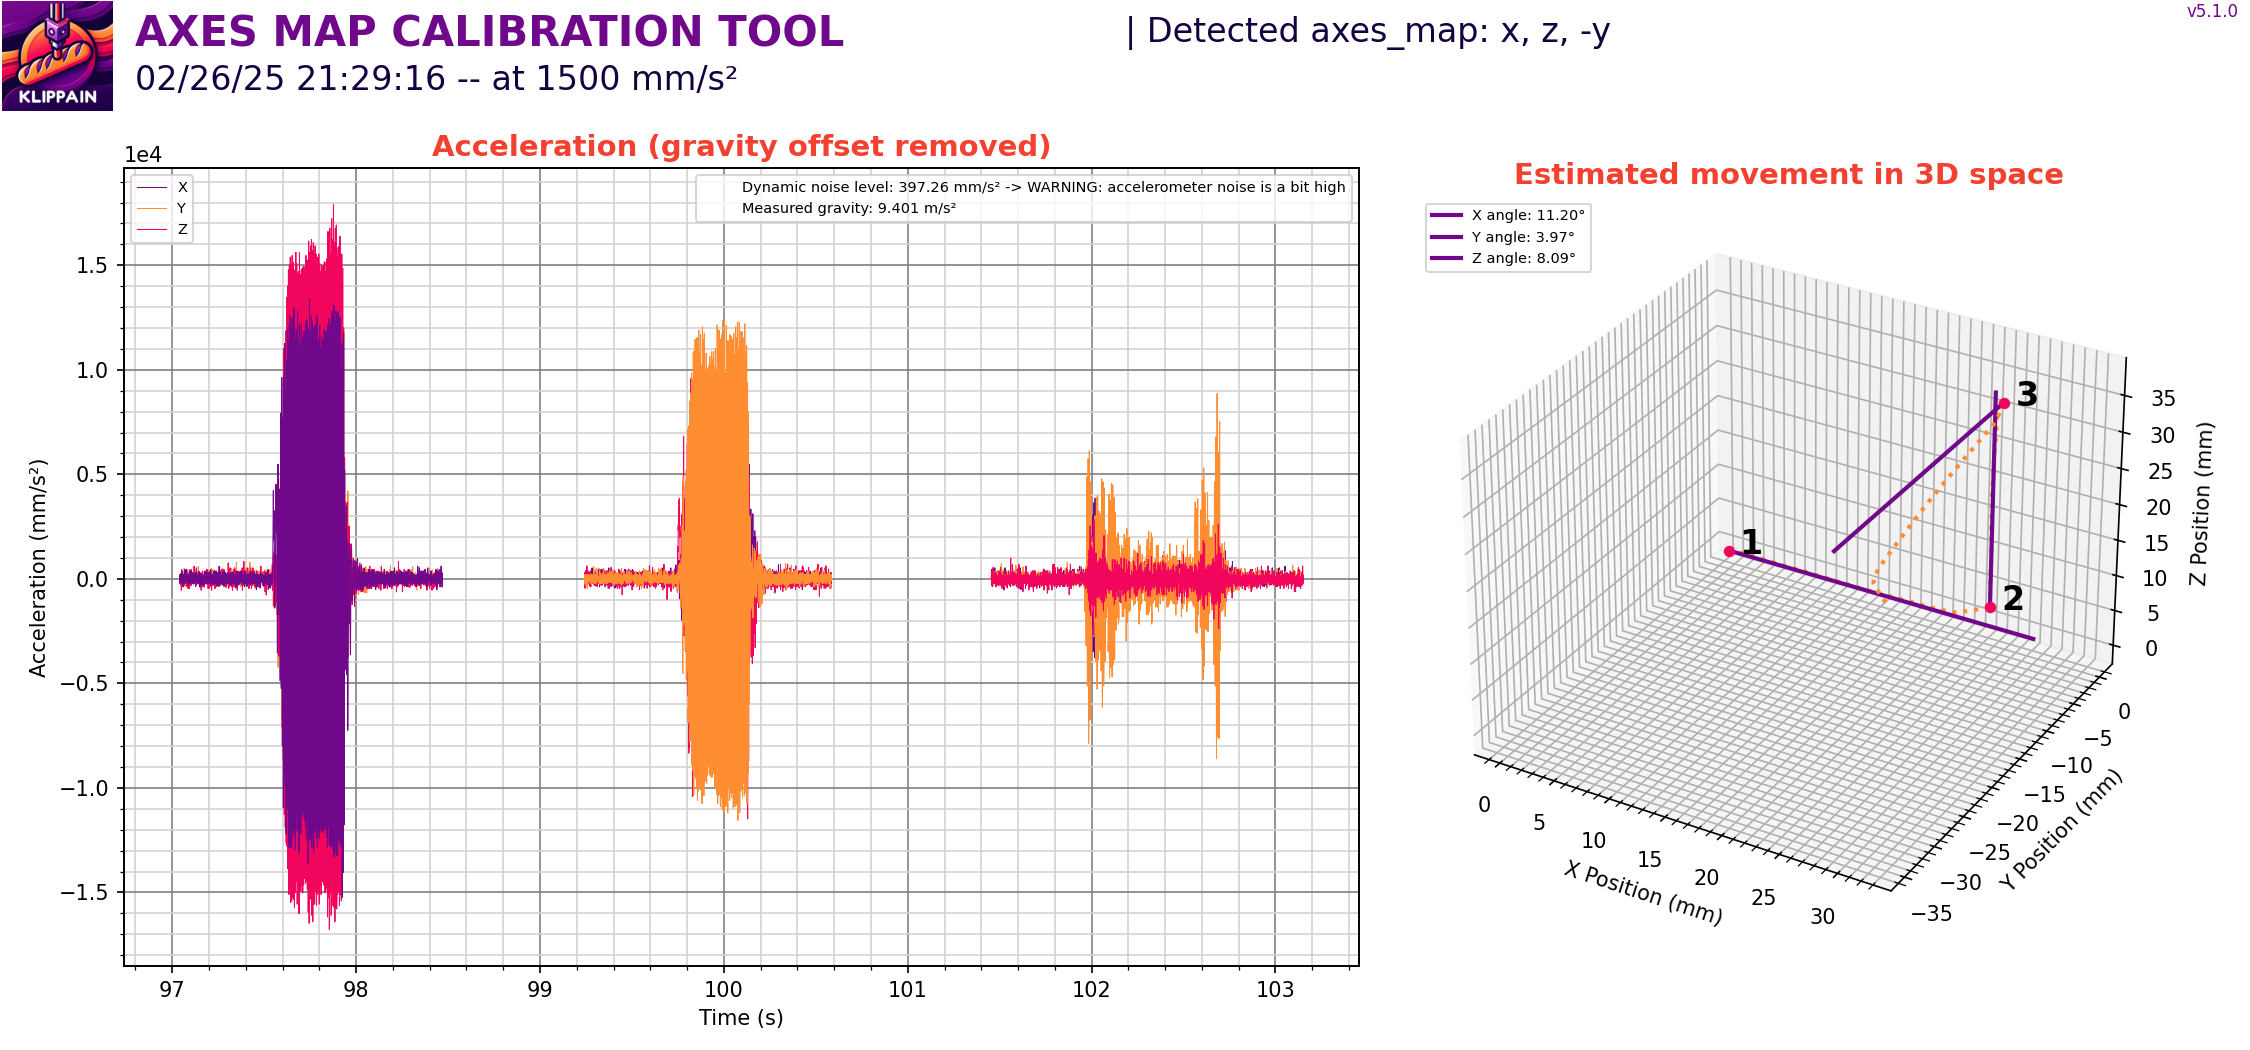 AXES MAP CALIBRATION TOOL
| Detected axes_map: x, z, -y
v5.1.0
02/26/25 21:29:16 -- at 1500 mm/s²
KLIPPAIN
Acceleration (gravity offset removed)
1e4
X
Y
Z
Dynamic noise level: 397.26 mm/s² -> WARNING: accelerometer noise is a bit high
Measured gravity: 9.401 m/s²
1.5
1.0
0.5
0.0
−0.5
−1.0
−1.5
Acceleration (mm/s²)
97 98 99 100 101 102 103
Time (s)
Estimated movement in 3D space
X angle: 11.20°
Y angle: 3.97°
Z angle: 8.09°
1
2
3
35
30
25
20
15
10
5
0
Z Position (mm)
0
−5
−10
−15
−20
−25
−30
−35
Y Position (mm)
0
5
10
15
20
25
30
X Position (mm)